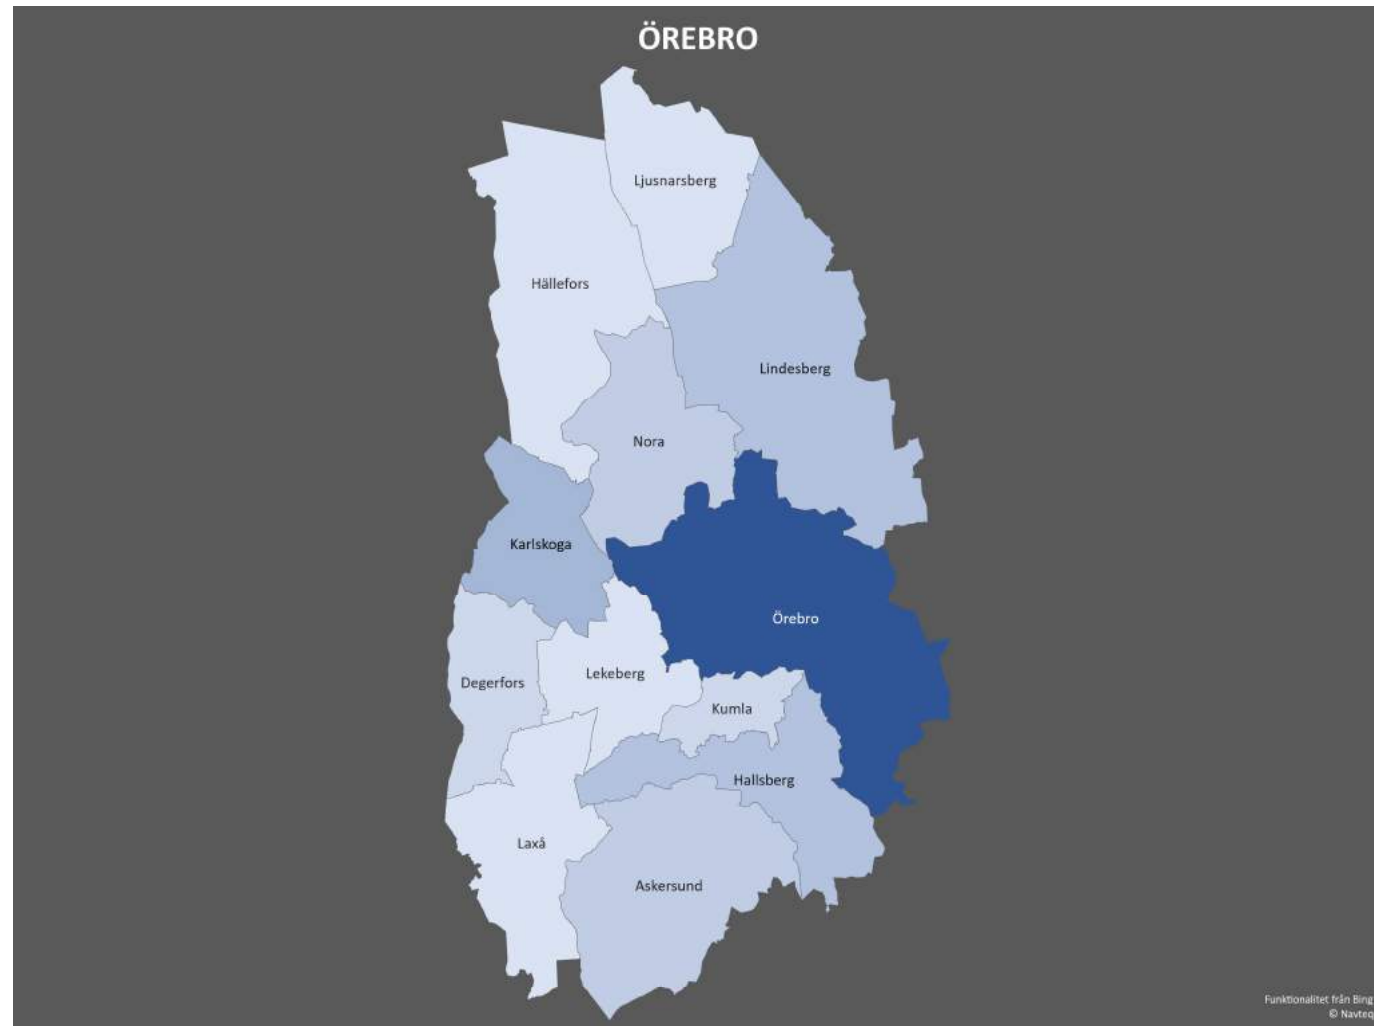 ÖREBRO
Ljusnarsberg
Hällefors
Lindesberg
Nora
Karlskoga
Örebro
Lekeberg
Degerfors
Kumla
Hallsberg
Laxå
Askersund
Funktionalitet från Bing
© Navteq